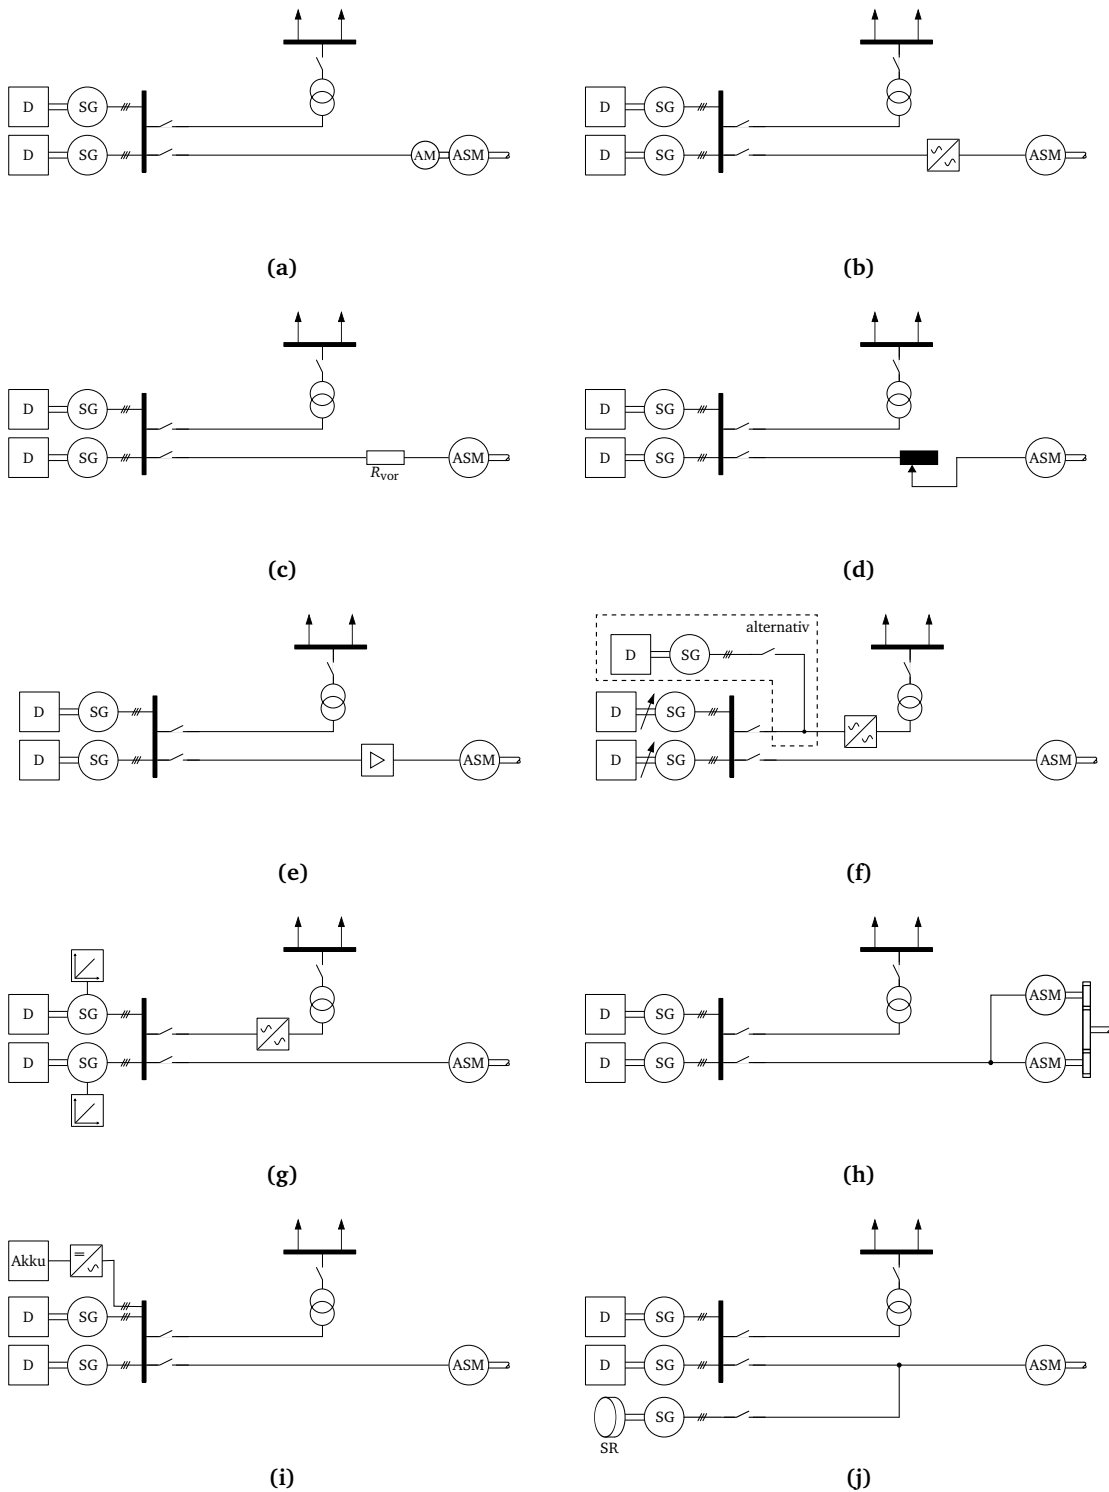 D SG
D SG AM ASM
(a)
D SG
D SG ASM
(b)
D SG
D SG ASM
R_vor
(c)
D SG
D SG ASM
(d)
D SG
D SG ASM
(e)
alternativ
D SG
D SG
D SG ASM
(f)
D SG
D SG ASM
(g)
ASM
D SG
D SG ASM
(h)
Akku
D SG
D SG ASM
(i)
D SG
D SG ASM
SG
SR
(j)